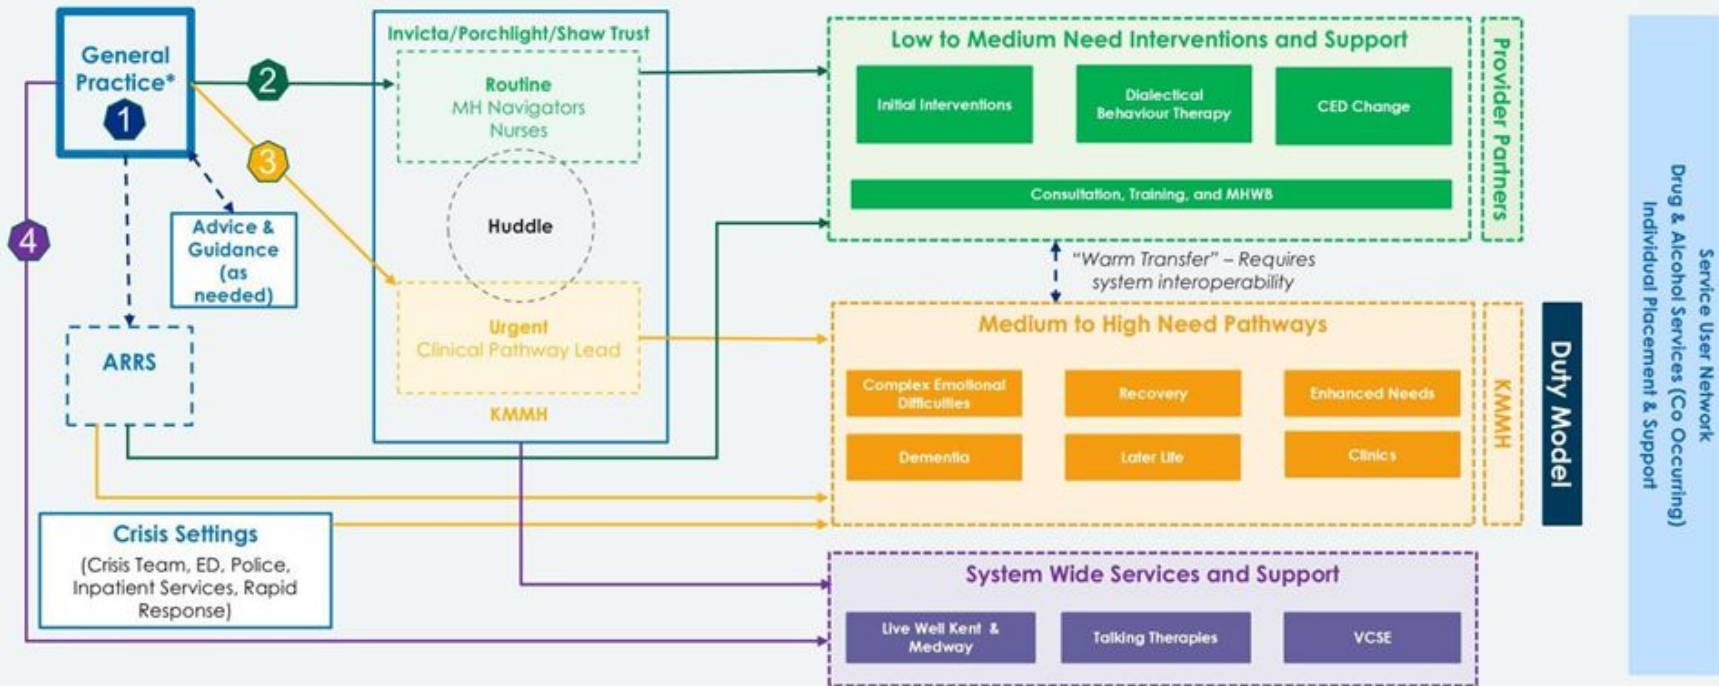 General
Practice*
1
2
3
4
Advice &
Guidance
(as
needed)
ARRS
Crisis Settings
(Crisis Team, ED, Police,
Inpatient Services, Rapid
Response)
Invicta/Porchlight/Shaw Trust
Routine
MH Navigators
Nurses
Huddle
Urgent
Clinical Pathway Lead
KMMH
Low to Medium Need Interventions and Support
Initial Interventions
Dialectical
Behaviour Therapy
CED Change
Consultation, Training, and MHWB
Provider Partners
"Warm Transfer" – Requires
system interoperability
Medium to High Need Pathways
Complex Emotional
Difficulties
Recovery
Enhanced Needs
Dementia
Later Life
Clinics
KMMH
Duty Model
System Wide Services and Support
Live Well Kent &
Medway
Talking Therapies
VCSE
Service User Network
Drug & Alcohol Services (Co Occurring)
Individual Placement & Support